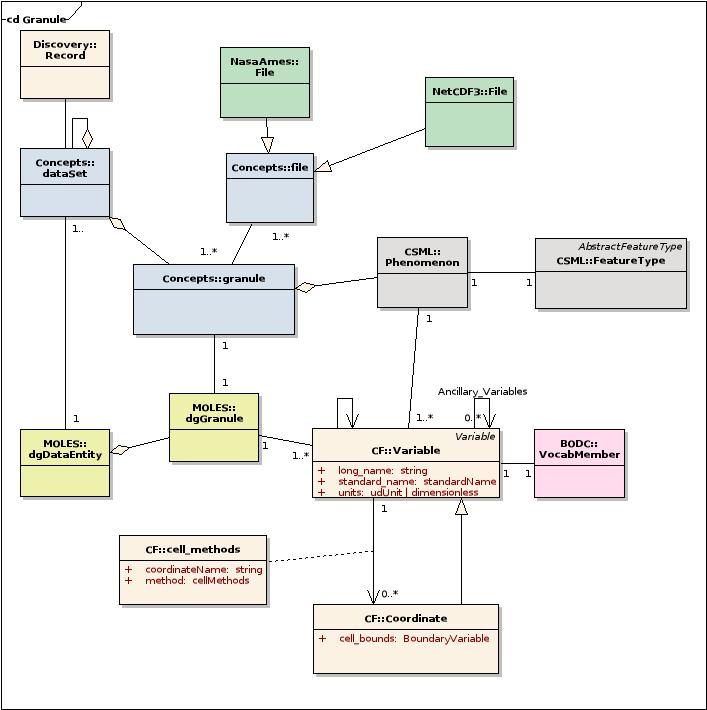 cd Granule
Discovery::
Record
NasaAmes::
File
NetCDF3::File
Concepts::
dataSet
Concepts::file
1..
1..*
1..*
AbstractFeatureType
CSML::
Phenomenon
CSML::FeatureType
Concepts::granule
1
1
1
1
1
Ancillary_Variables
MOLES::
dgGranule
1
1..*
0..*
MOLES::
dgDataEntity
1
1..*
Variable
CF::Variable
+ long_name: string
+ standard_name: standardName
+ units: udUnit | dimensionless
1
1
BODC::
VocabMember
1
CF::cell_methods
+ coordinateName: string
+ method: cellMethods
0..*
CF::Coordinate
+ cell_bounds: BoundaryVariable